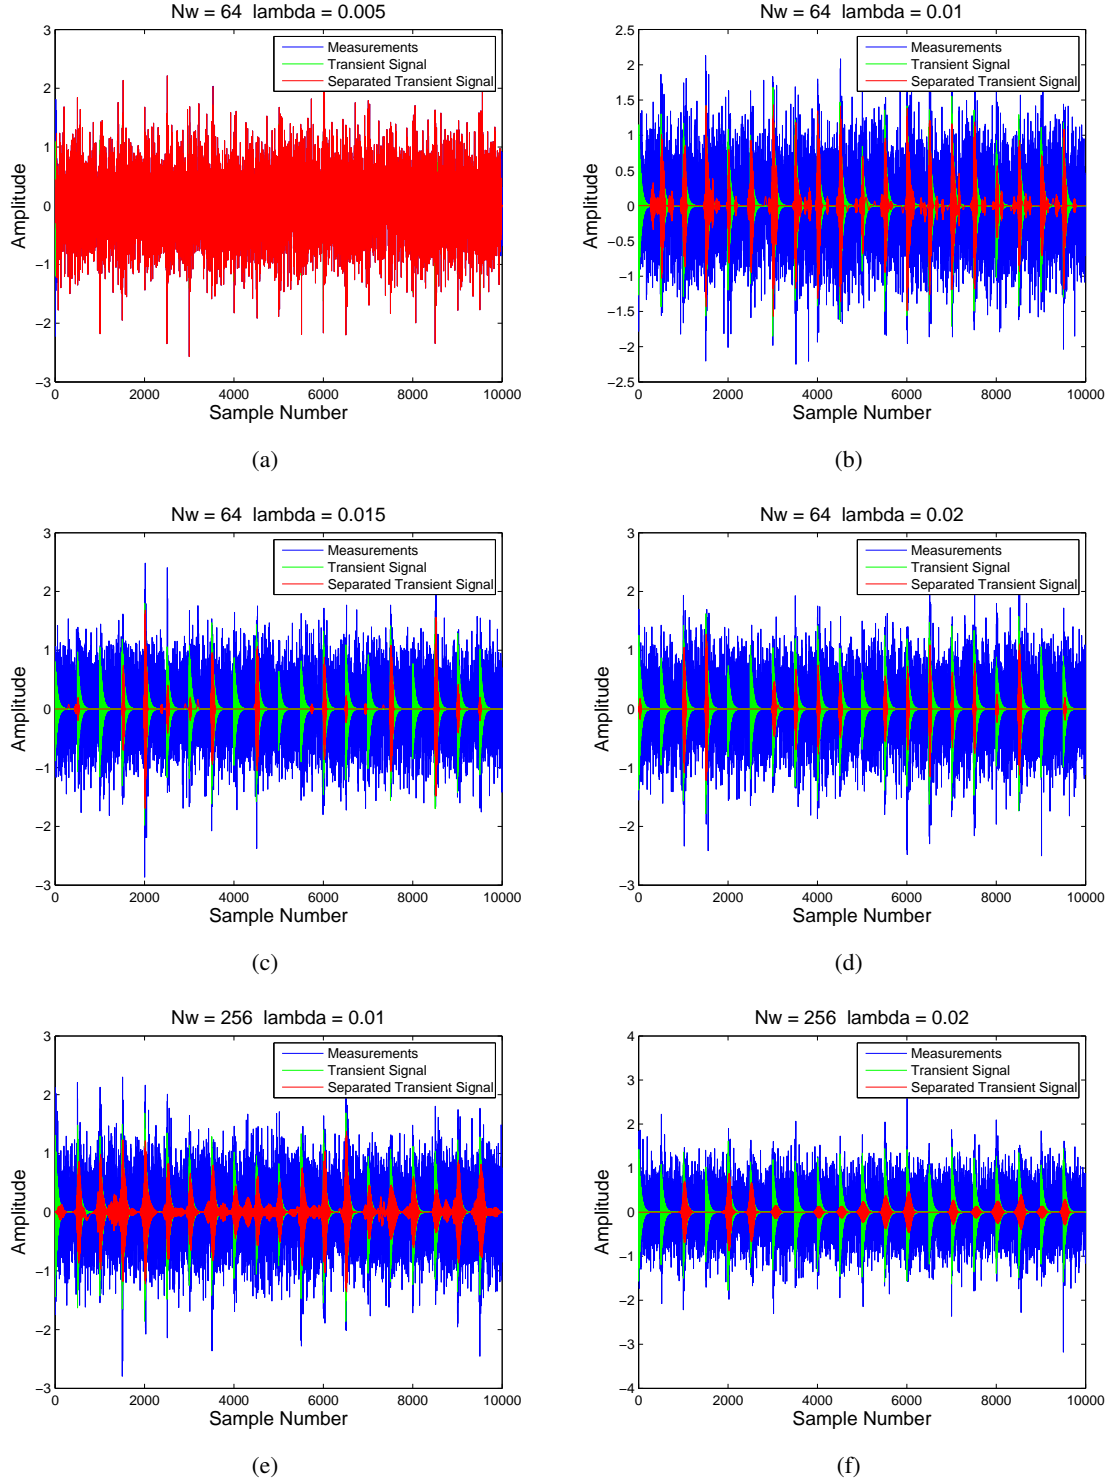 Nw = 64 lambda = 0.005
3
2
1
0
−1
−2
−3
0 2000 4000 6000 8000 10000
Amplitude
Sample Number
Measurements
Transient Signal
Separated Transient Signal
(a)
Nw = 64 lambda = 0.01
2.5
2
1.5
1
0.5
0
−0.5
−1
−1.5
−2
−2.5
0 2000 4000 6000 8000 10000
Amplitude
Sample Number
Measurements
Transient Signal
Separated Transient Signal
(b)
Nw = 64 lambda = 0.015
3
2
1
0
−1
−2
−3
0 2000 4000 6000 8000 10000
Amplitude
Sample Number
Measurements
Transient Signal
Separated Transient Signal
(c)
Nw = 64 lambda = 0.02
3
2
1
0
−1
−2
−3
0 2000 4000 6000 8000 10000
Amplitude
Sample Number
Measurements
Transient Signal
Separated Transient Signal
(d)
Nw = 256 lambda = 0.01
3
2
1
0
−1
−2
−3
0 2000 4000 6000 8000 10000
Amplitude
Sample Number
Measurements
Transient Signal
Separated Transient Signal
(e)
Nw = 256 lambda = 0.02
4
3
2
1
0
−1
−2
−3
−4
0 2000 4000 6000 8000 10000
Amplitude
Sample Number
Measurements
Transient Signal
Separated Transient Signal
(f)